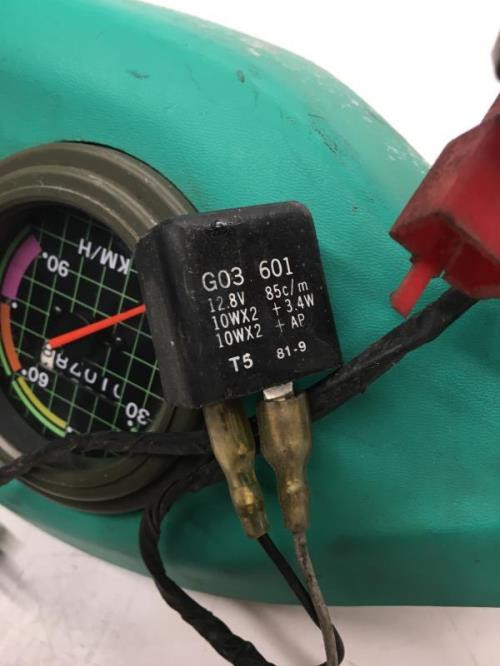 G03 601
12.8V 85c/m
10WX2 + 3.4W
10WX2 + AP
T5 81-9
KM/H
90°
60°
30°